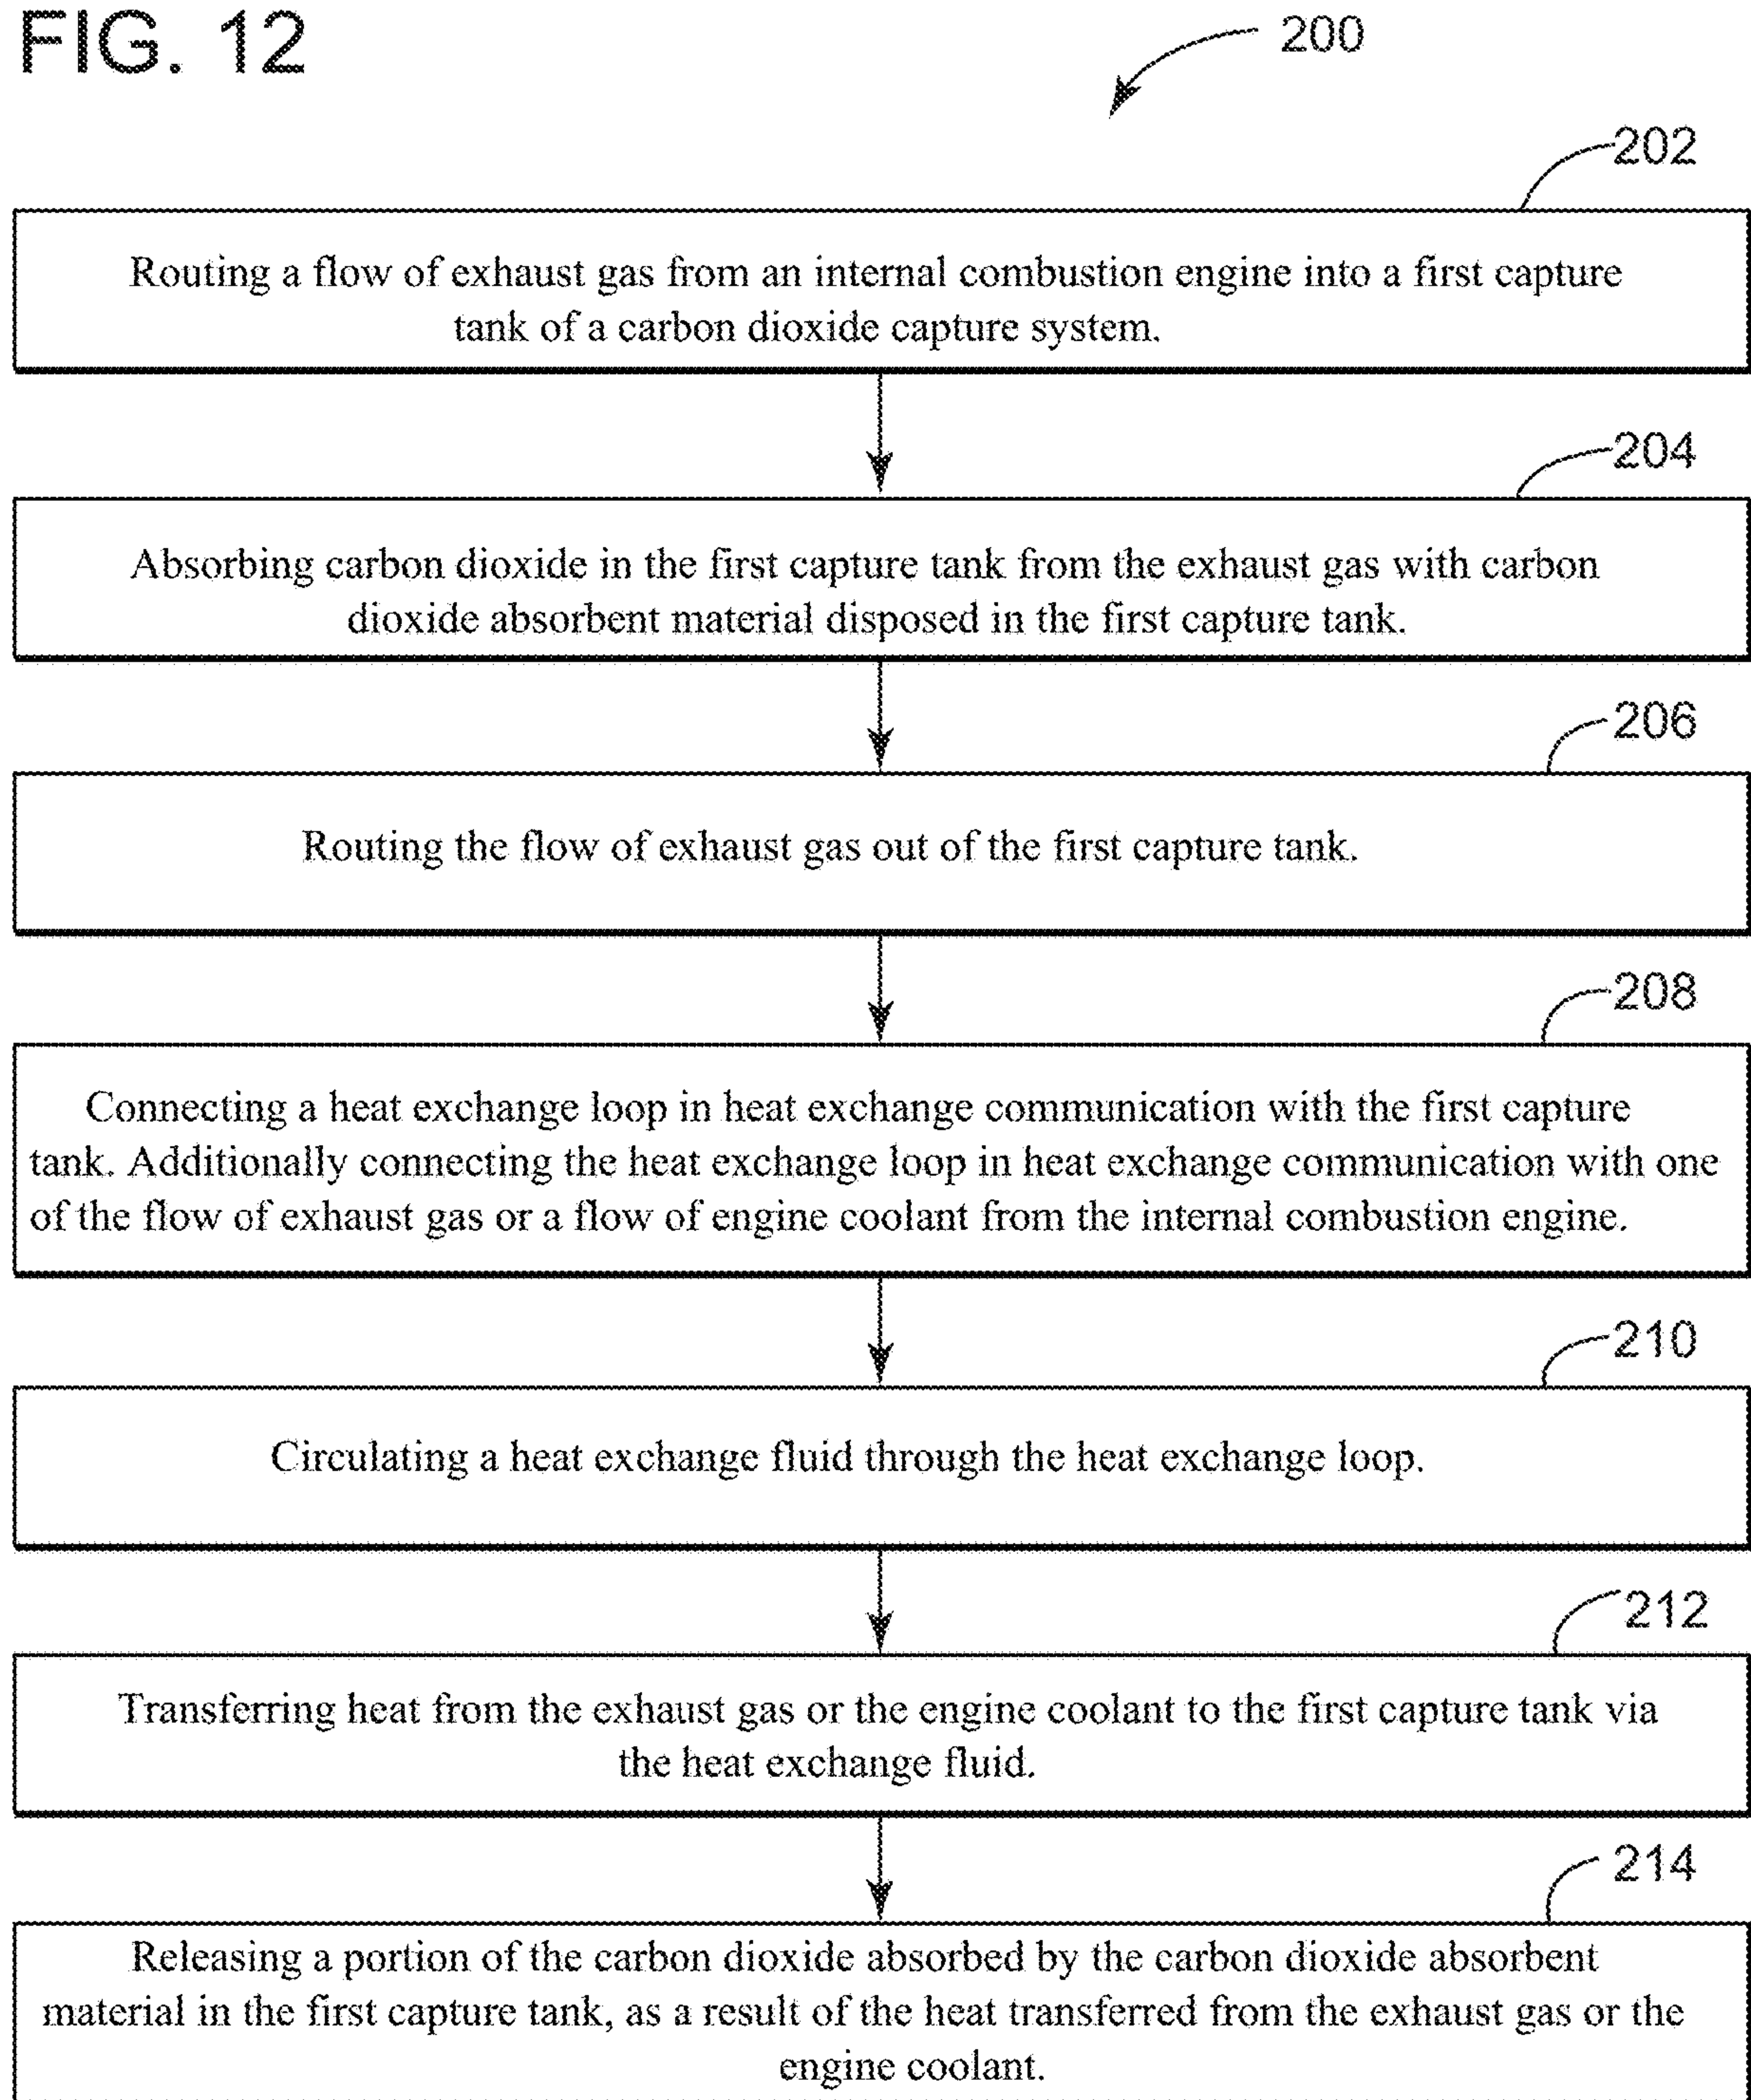 FIG. 12
200
202
Routing a flow of exhaust gas from an internal combustion engine into a first capture
tank of a carbon dioxide capture system.
204
Absorbing carbon dioxide in the first capture tank from the exhaust gas with carbon
dioxide absorbent material disposed in the first capture tank.
206
Routing the flow of exhaust gas out of the first capture tank.
208
Connecting a heat exchange loop in heat exchange communication with the first capture
tank. Additionally connecting the heat exchange loop in heat exchange communication with one
of the flow of exhaust gas or a flow of engine coolant from the internal combustion engine.
210
Circulating a heat exchange fluid through the heat exchange loop.
212
Transferring heat from the exhaust gas or the engine coolant to the first capture tank via
the heat exchange fluid.
214
Releasing a portion of the carbon dioxide absorbed by the carbon dioxide absorbent
material in the first capture tank, as a result of the heat transferred from the exhaust gas or the
engine coolant.